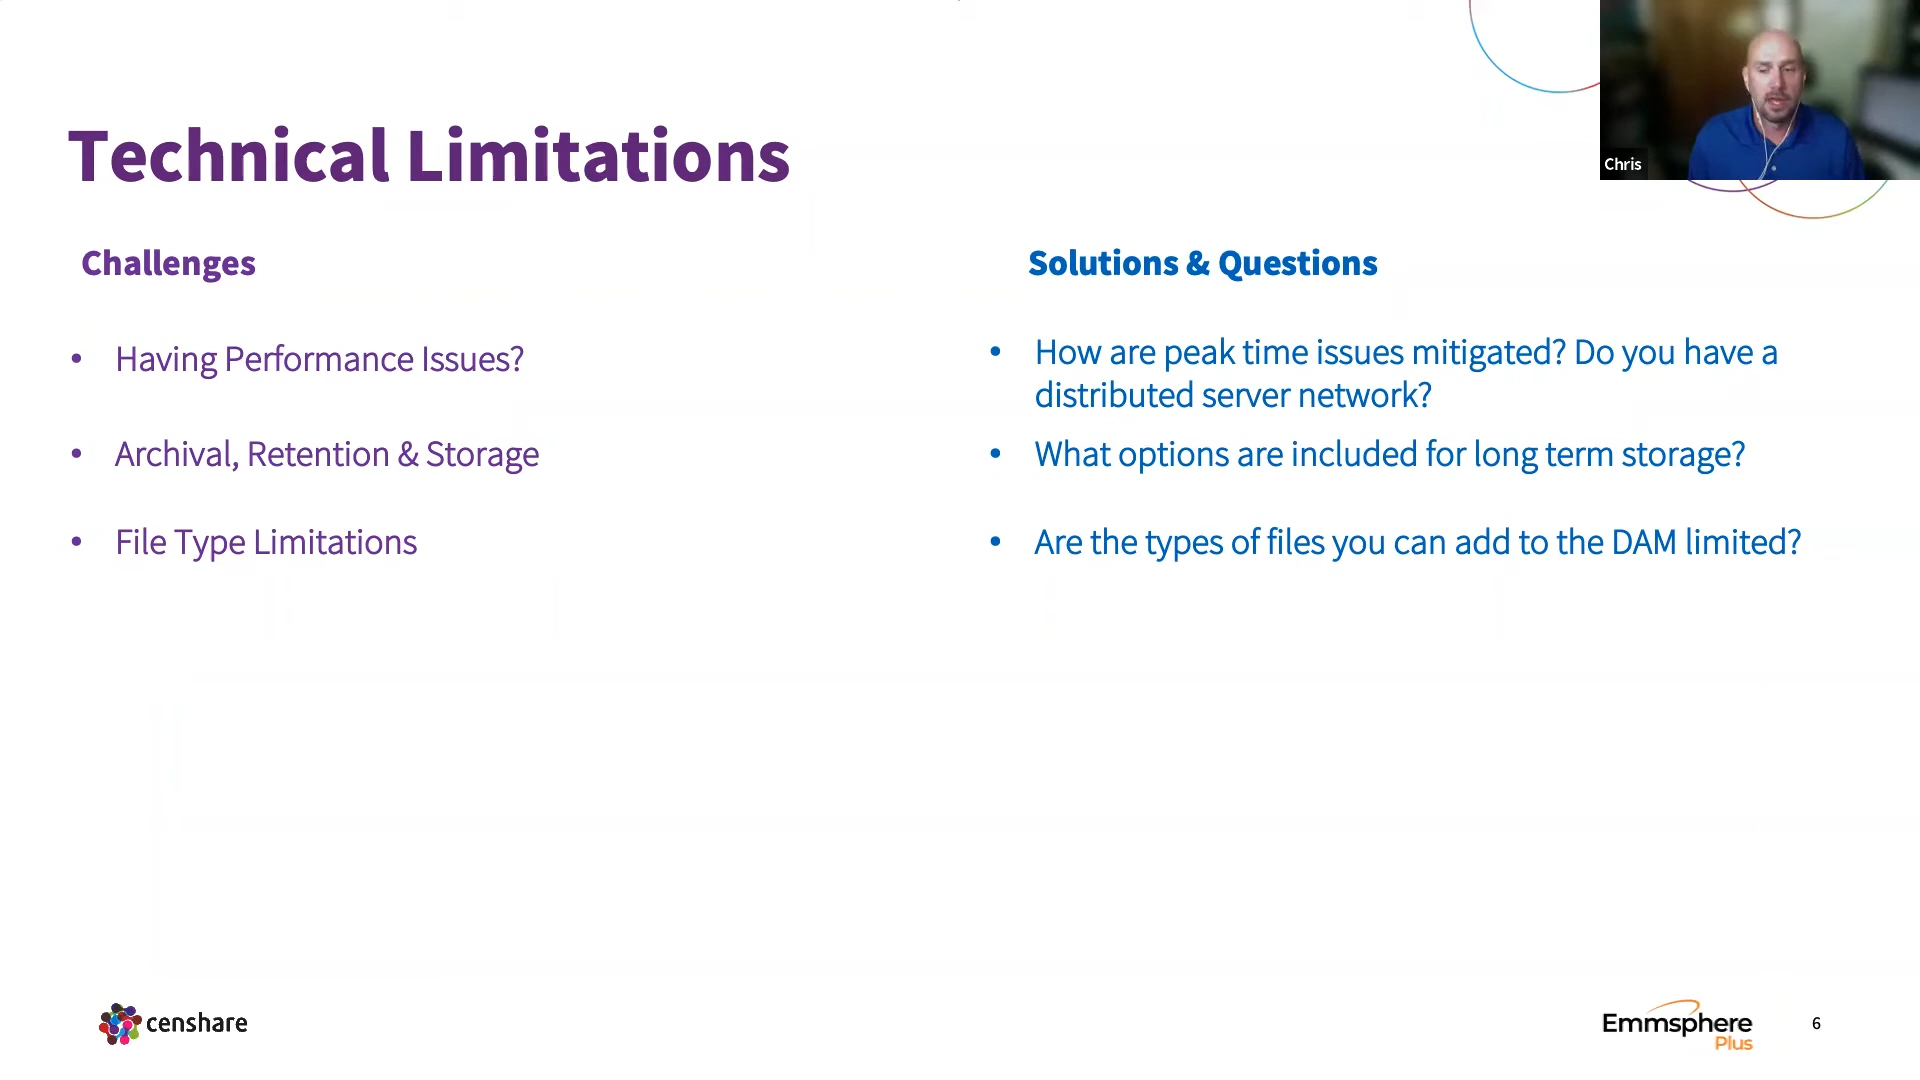 Chris
Technical Limitations
Challenges
• Having Performance Issues?
• Archival, Retention & Storage
• File Type Limitations
Solutions & Questions
• How are peak time issues mitigated? Do you have a
distributed server network?
• What options are included for long term storage?
• Are the types of files you can add to the DAM limited?
censhare
Emmsphere
Plus
6